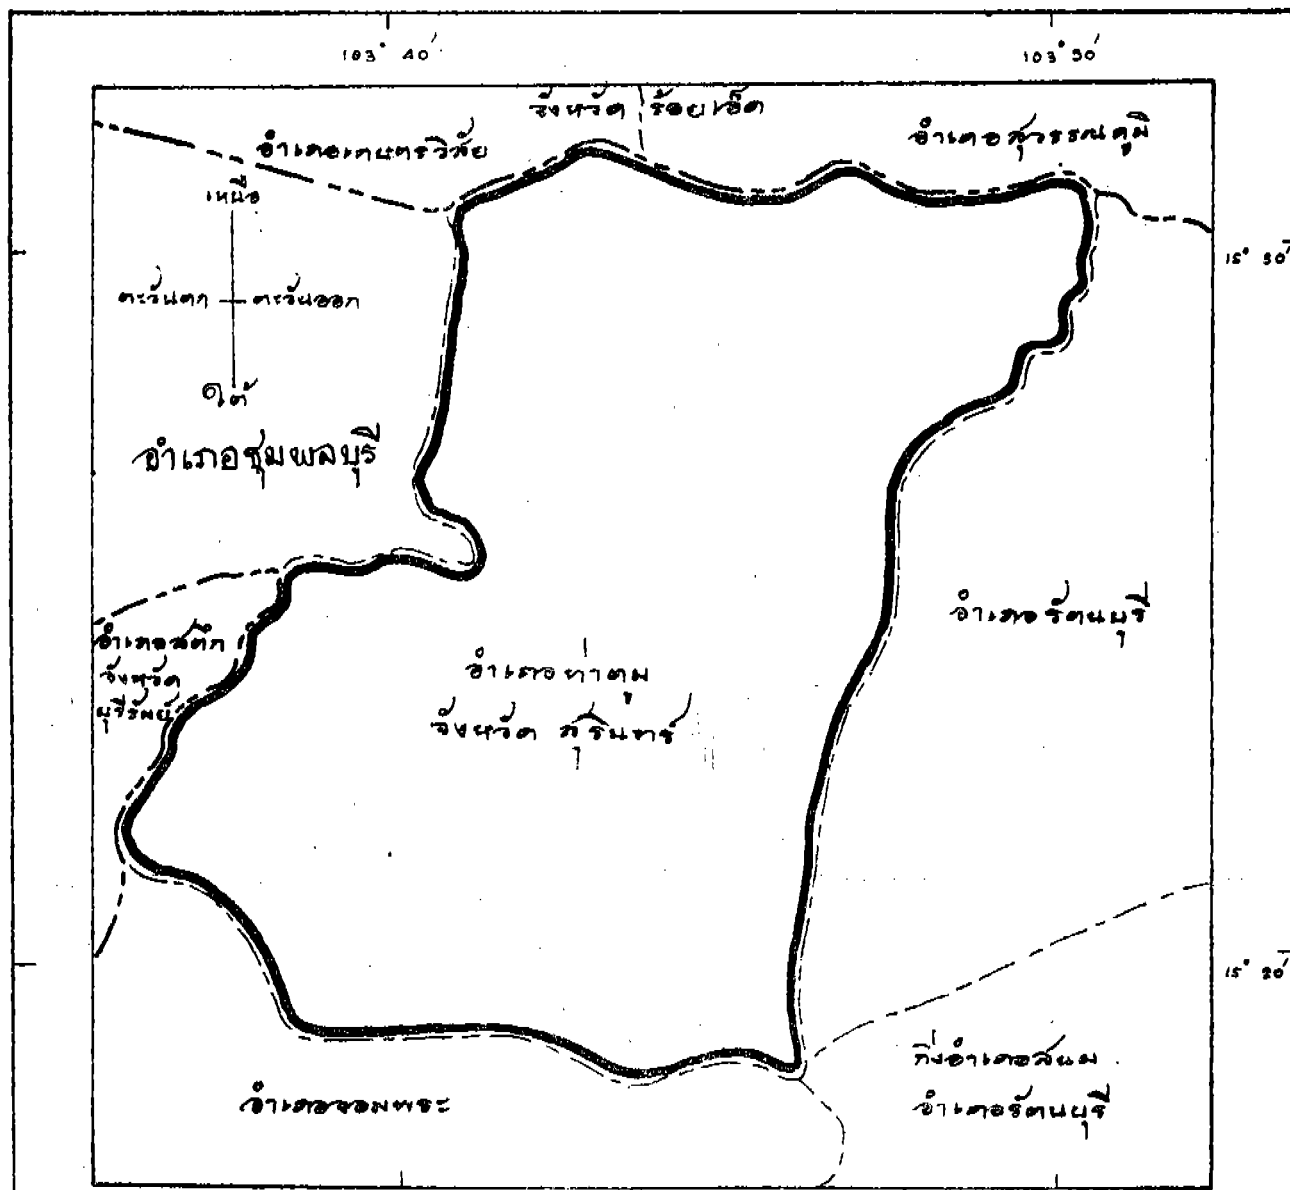 103° 40′
103° 50′
จังหวัด ร้อยเอ็ด
อำเภอเกษตรวิสัย
อำเภอสุวรรณภูมิ
เหนือ
15° 30′
ตะวันตก
ตะวันออก
ใต้
อำเภอชุมพลบุรี
อำเภอสตึก
จังหวัด
บุรีรัมย์
อำเภอรัตนบุรี
อำเภอท่าตูม
จังหวัด สุรินทร์
15° 20′
กิ่งอำเภอสนม
อำเภอรัตนบุรี
อำเภอจอมพระ